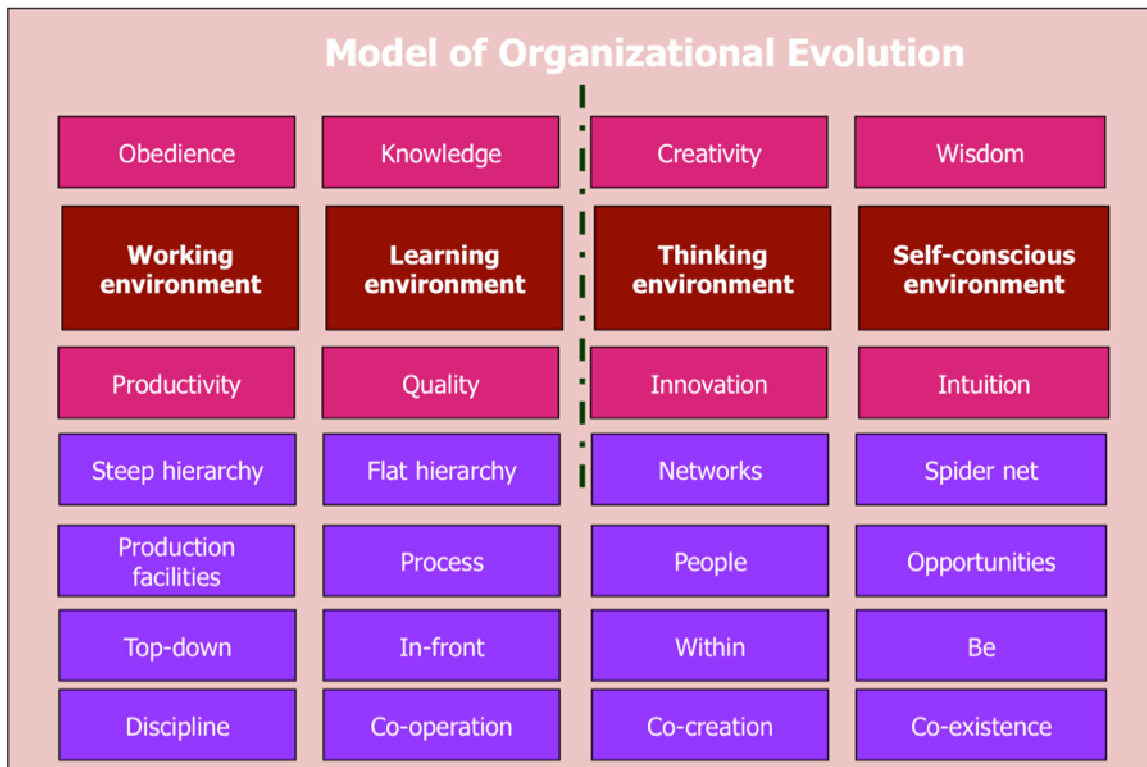 Model of Organizational Evolution
Obedience
Knowledge
Creativity
Wisdom
Working
environment
Learning
environment
Thinking
environment
Self-conscious
environment
Productivity
Quality
Innovation
Intuition
Steep hierarchy
Flat hierarchy
Networks
Spider net
Production
facilities
Process
People
Opportunities
Top-down
In-front
Within
Be
Discipline
Co-operation
Co-creation
Co-existence